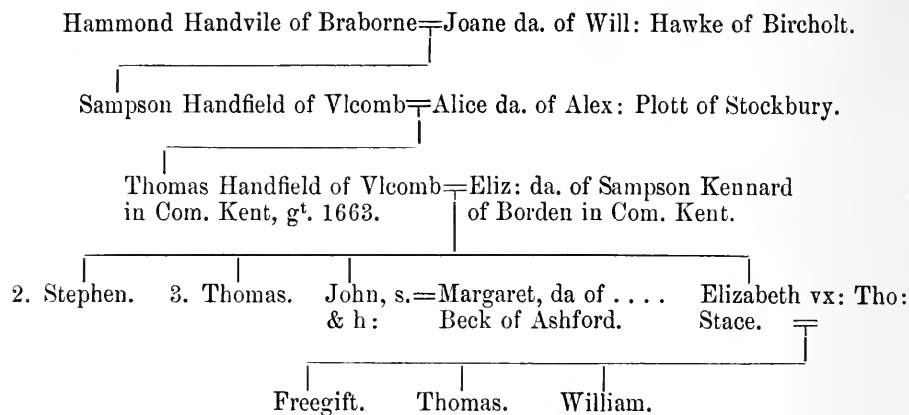 Hammond Handvile of Braborne=Joane da. of Will: Hawke of Bircholt.
Sampson Handfield of Vlcomb=Alice da. of Alex: Plott of Stockbury.
Thomas Handfield of Vlcomb=Eliz: da. of Sampson Kennard
in Com. Kent, gᵗ. 1663. of Borden in Com. Kent.
2. Stephen. 3. Thomas. John, s.=Margaret, da of . . . . Elizabeth vx: Tho:
& h: Beck of Ashford. Stace. =
Freegift. Thomas. William.